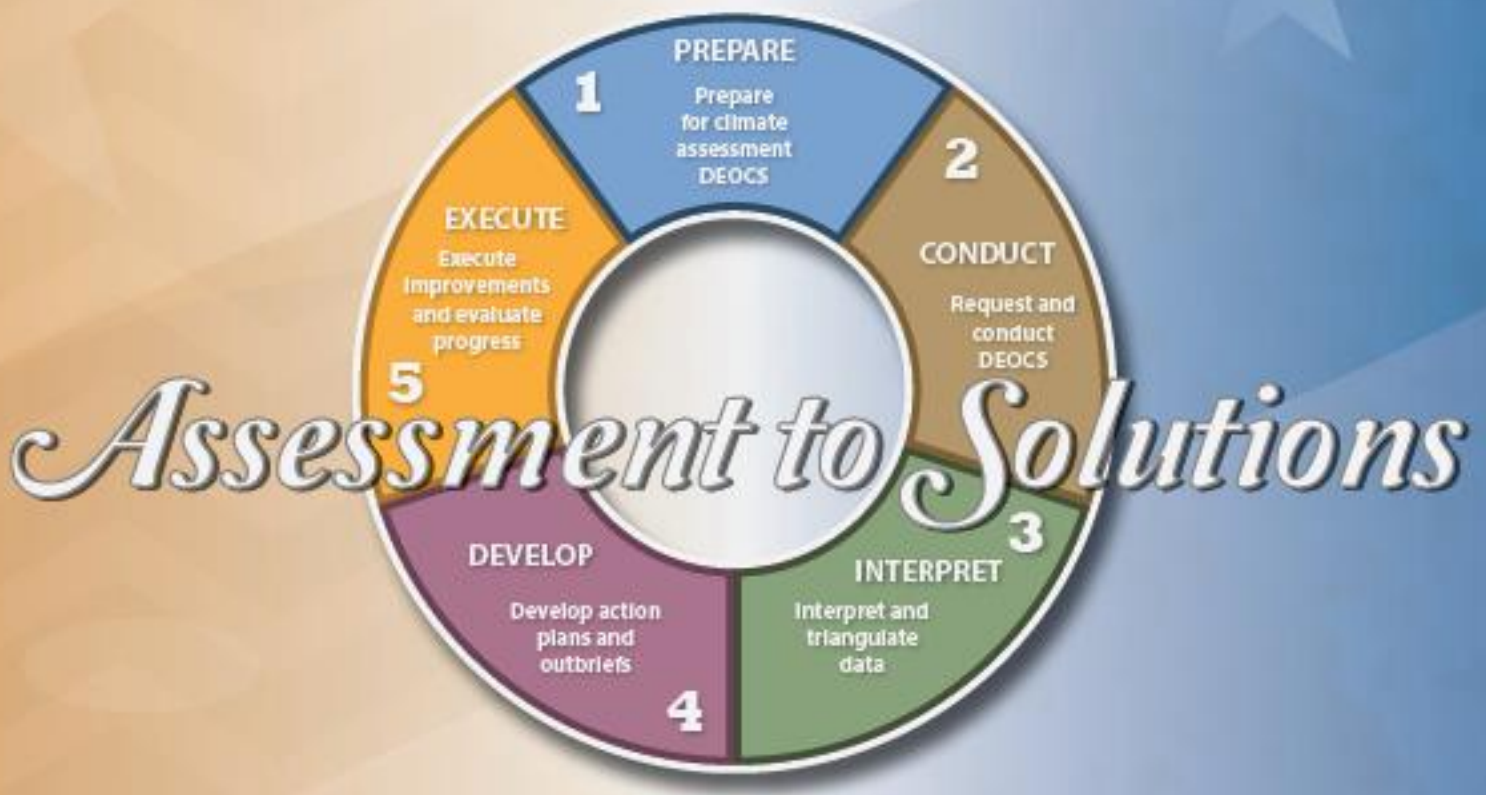 PREPARE
1
Prepare
for climate
assessment
DEOCS
2
CONDUCT
Request and
conduct
DEOCS
3
INTERPRET
Interpret and
triangulate
data
DEVELOP
Develop action
plans and
outbriefs
4
EXECUTE
Execute
improvements
and evaluate
progress
5
Assessment to Solutions